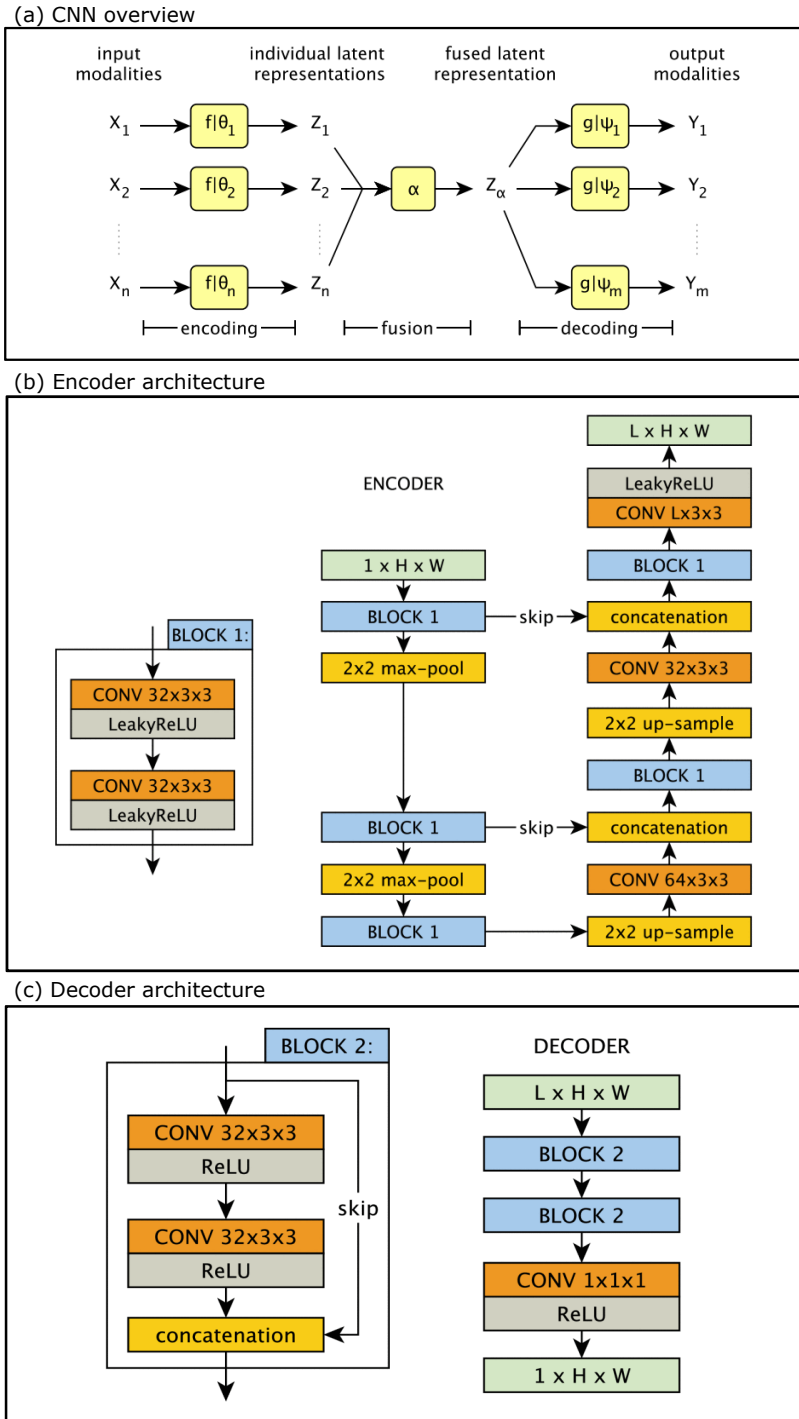 (a) CNN overview
input modalities
individual latent representations
fused latent representation
output modalities
X1 f|θ1 Z1 g|ψ1 Y1
X2 f|θ2 Z2 α Zα g|ψ2 Y2
Xn f|θn Zn g|ψm Ym
encoding fusion decoding
(b) Encoder architecture
BLOCK 1:
CONV 32x3x3
LeakyReLU
CONV 32x3x3
LeakyReLU
ENCODER
1 x H x W
BLOCK 1
2x2 max-pool
BLOCK 1
2x2 max-pool
BLOCK 1
skip
skip
L x H x W
LeakyReLU
CONV Lx3x3
BLOCK 1
concatenation
CONV 32x3x3
2x2 up-sample
BLOCK 1
concatenation
CONV 64x3x3
2x2 up-sample
(c) Decoder architecture
BLOCK 2:
CONV 32x3x3
ReLU
CONV 32x3x3
ReLU
concatenation
skip
DECODER
L x H x W
BLOCK 2
BLOCK 2
CONV 1x1x1
ReLU
1 x H x W